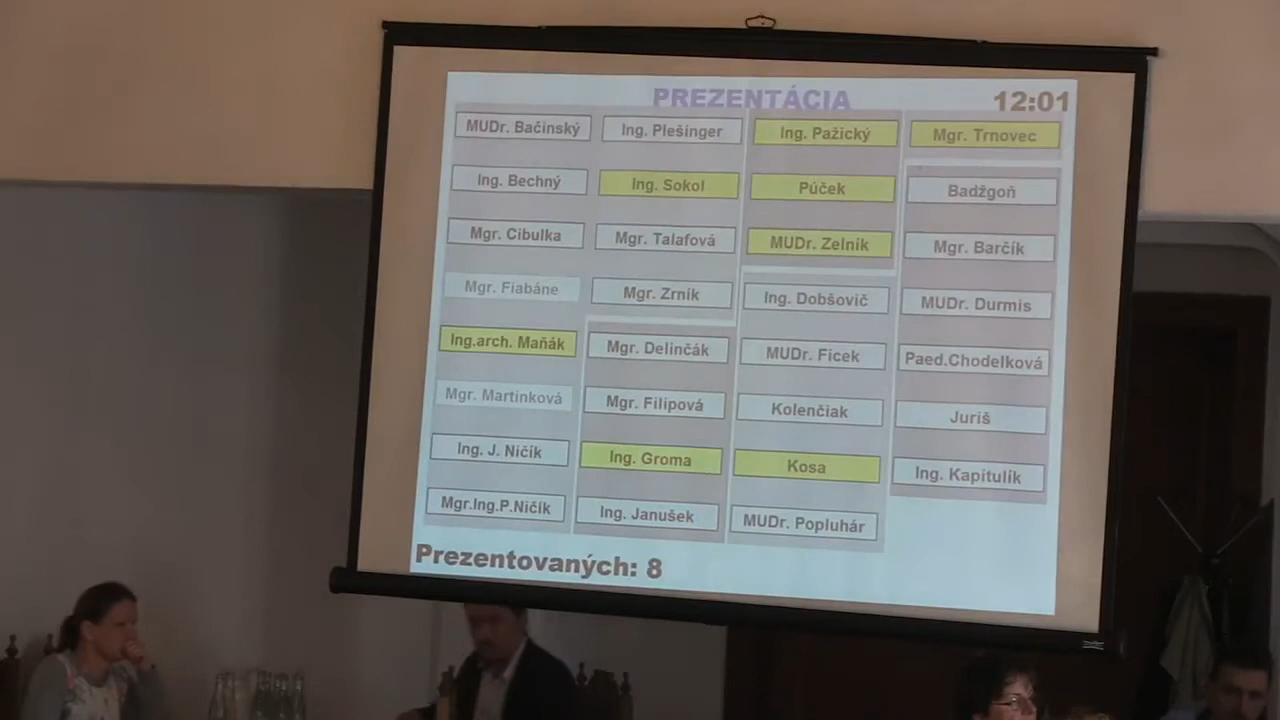 PREZENTÁCIA 12:01
MUDr. Bačinský
Ing. Bechný
Mgr. Cibulka
Mgr. Fiabáne
Ing.arch. Maňák
Mgr. Martinková
Ing. J. Ničík
Mgr.Ing.P.Ničík
Ing. Plešinger
Ing. Sokol
Mgr. Talafová
Mgr. Zrník
Mgr. Delinčák
Mgr. Filipová
Ing. Groma
Ing. Janušek
Ing. Pažický
Púček
MUDr. Zelník
Ing. Dobšovič
MUDr. Ficek
Kolenčiak
Kosa
MUDr. Popluhár
Mgr. Trnovec
Badžgoň
Mgr. Barčík
MUDr. Durmis
Paed.Chodelková
Juriš
Ing. Kapitulík
Prezentovaných: 8